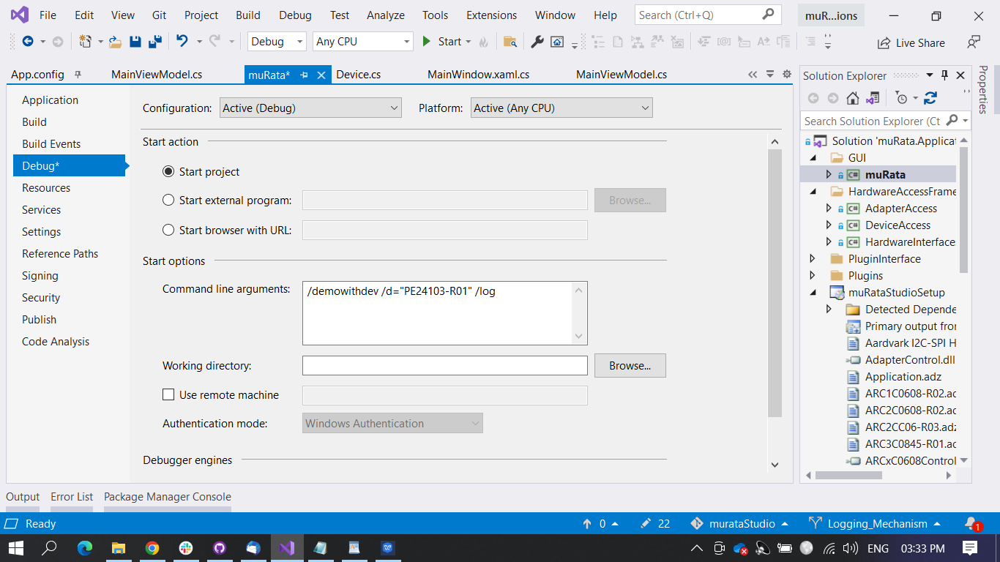 File Edit View Git Project Build Debug Test Analyze Tools Extensions Window Help Search (Ctrl+Q) muR...ions
Debug Any CPU Start Live Share
App.config MainViewModel.cs muRata* Device.cs MainWindow.xaml.cs MainViewModel.cs
Solution Explorer
Properties
Search Solution Explorer (Ct
Application
Build
Build Events
Debug*
Resources
Services
Settings
Reference Paths
Signing
Security
Publish
Code Analysis
Configuration: Active (Debug) Platform: Active (Any CPU)
Start action
Start project
Start external program: Browse...
Start browser with URL:
Start options
Command line arguments: /demowithdev /d="PE24103-R01" /log
Working directory: Browse...
Use remote machine
Authentication mode: Windows Authentication
Debugger engines
Solution 'muRata.Applicat
GUI
C# muRata
HardwareAccessFrame
C# AdapterAccess
C# DeviceAccess
C# HardwareInterfaces
PluginInterface
Plugins
muRataStudioSetup
Detected Depende
Primary output from
Aardvark I2C-SPI H
AdapterControl.dll
Application.adz
ARC1C0608-R02.ad
ARC2C0608-R02.ad
ARC2CC06-R03.adz
ARC3C0845-R01.ad
ARCxC0608Control
Output Error List Package Manager Console
Ready 0 22 murataStudio Logging_Mechanism 1
ENG 03:33 PM